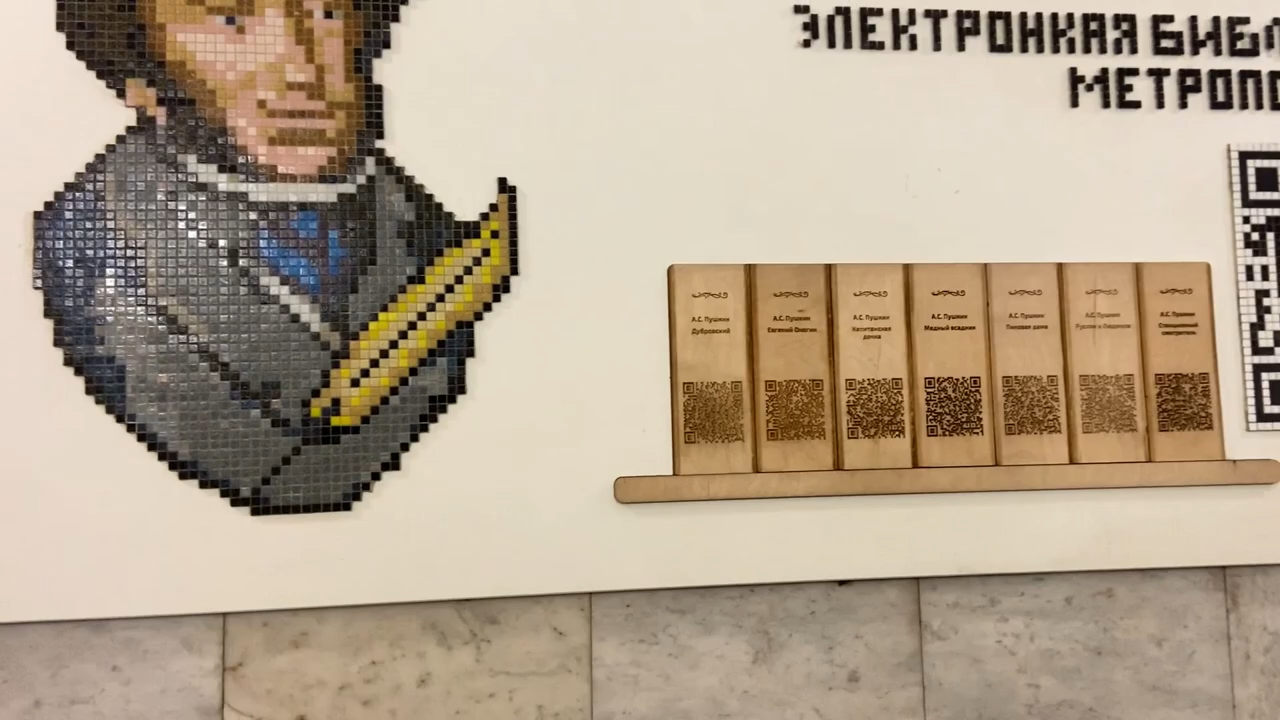 ЭЛЕКТРОНКАЯ БИБЛ
МЕТРОПО
А.С. Пушкин
Дубровский
А.С. Пушкин
Евгений Онегин
А.С. Пушкин
Капитанская
дочка
А.С. Пушкин
Медный всадник
А.С. Пушкин
Пиковая дама
А.С. Пушкин
Руслан и Людмила
А.С. Пушкин
Станционный
смотритель